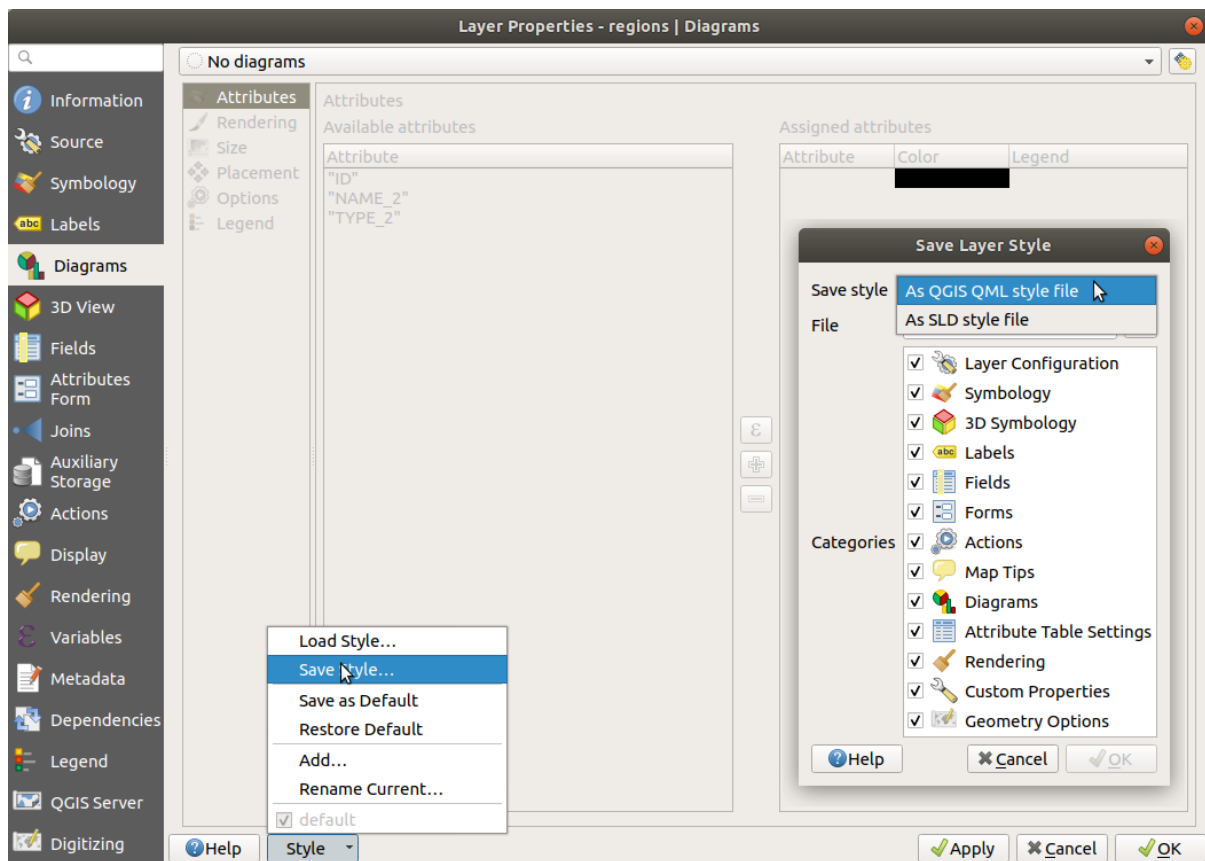 Layer Properties - regions | Diagrams
Information
Source
Symbology
abc Labels
Diagrams
3D View
Fields
Attributes
Form
Joins
Auxiliary
Storage
Actions
Display
Rendering
Variables
Metadata
Dependencies
Legend
QGIS Server
Digitizing
No diagrams
Attributes
Rendering
Size
Placement
Options
Legend
Attributes
Available attributes
Attribute
"ID"
"NAME_2"
"TYPE_2"
ε
Assigned attributes
Attribute Color Legend
Save Layer Style
Save style As QGIS QML style file
As SLD style file
File
Categories
Layer Configuration
Symbology
3D Symbology
abc Labels
Fields
Forms
Actions
Map Tips
Diagrams
Attribute Table Settings
Rendering
Custom Properties
Geometry Options
Help Cancel OK
Load Style...
Save Style...
Save as Default
Restore Default
Add...
Rename Current...
default
Help Style Apply Cancel OK